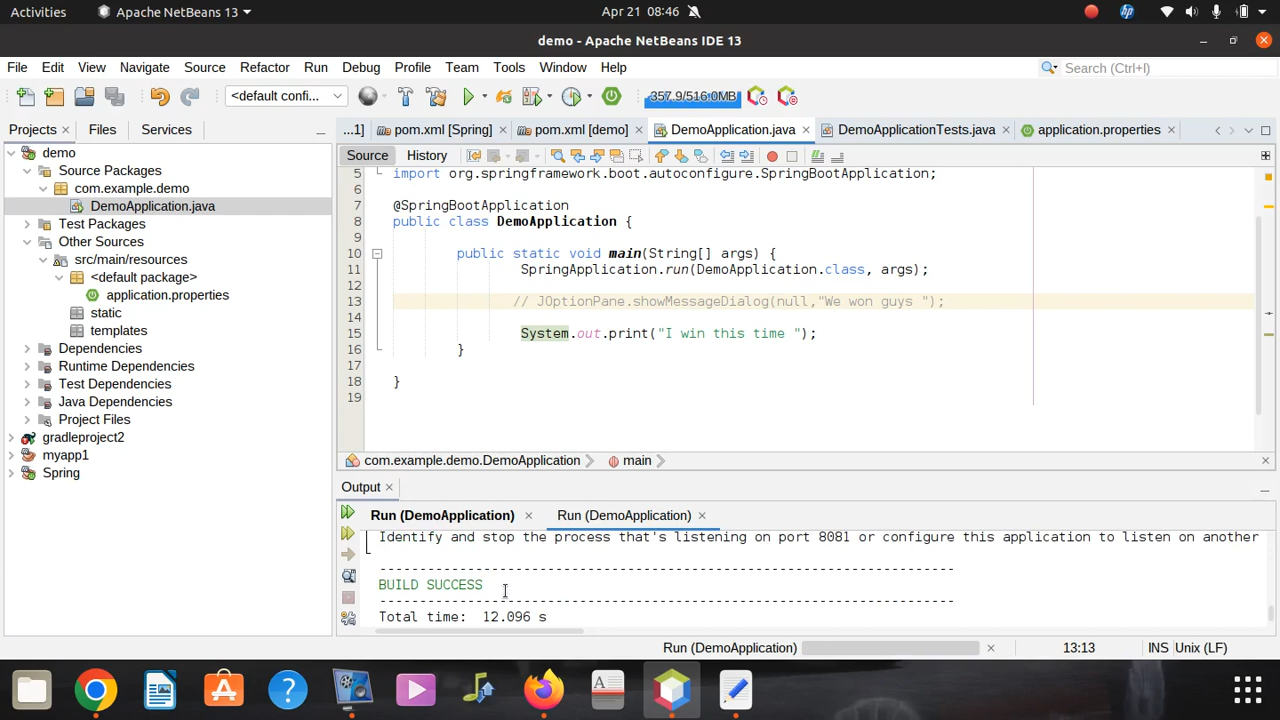 Activities Apache NetBeans 13 Apr 21 08:46
demo - Apache NetBeans IDE 13
File Edit View Navigate Source Refactor Run Debug Profile Team Tools Window Help Search (Ctrl+I)
<default confi... 357.9/516.0MB
Projects Files Services ...1] pom.xml [Spring] pom.xml [demo] DemoApplication.java DemoApplicationTests.java application.properties
Source History
demo
Source Packages
com.example.demo
DemoApplication.java
Test Packages
Other Sources
src/main/resources
<default package>
application.properties
static
templates
Dependencies
Runtime Dependencies
Test Dependencies
Java Dependencies
Project Files
gradleproject2
myapp1
Spring
5 import org.springframework.boot.autoconfigure.SpringBootApplication;
6
7 @SpringBootApplication
8 public class DemoApplication {
9
10 public static void main(String[] args) {
11 SpringApplication.run(DemoApplication.class, args);
12
13 // JOptionPane.showMessageDialog(null,"We won guys ");
14
15 System.out.print("I win this time ");
16 }
17
18 }
19
com.example.demo.DemoApplication main
Output
Run (DemoApplication) Run (DemoApplication)
Identify and stop the process that's listening on port 8081 or configure this application to listen on another
------------------------------------------------------------------------
BUILD SUCCESS
------------------------------------------------------------------------
Total time: 12.096 s
Run (DemoApplication) 13:13 INS Unix (LF)